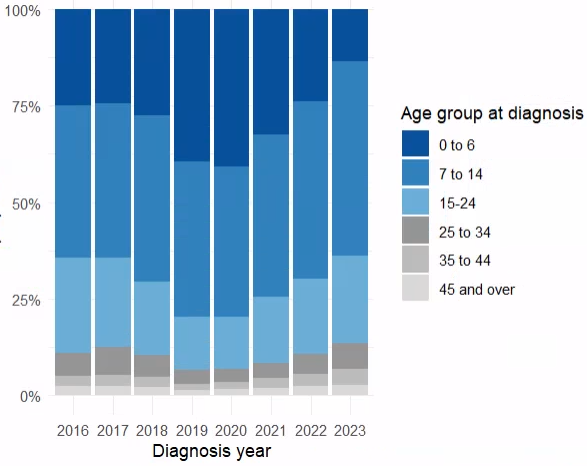 100%
75%
50%
25%
0%
2016 2017 2018 2019 2020 2021 2022 2023
Diagnosis year
Age group at diagnosis
0 to 6
7 to 14
15-24
25 to 34
35 to 44
45 and over